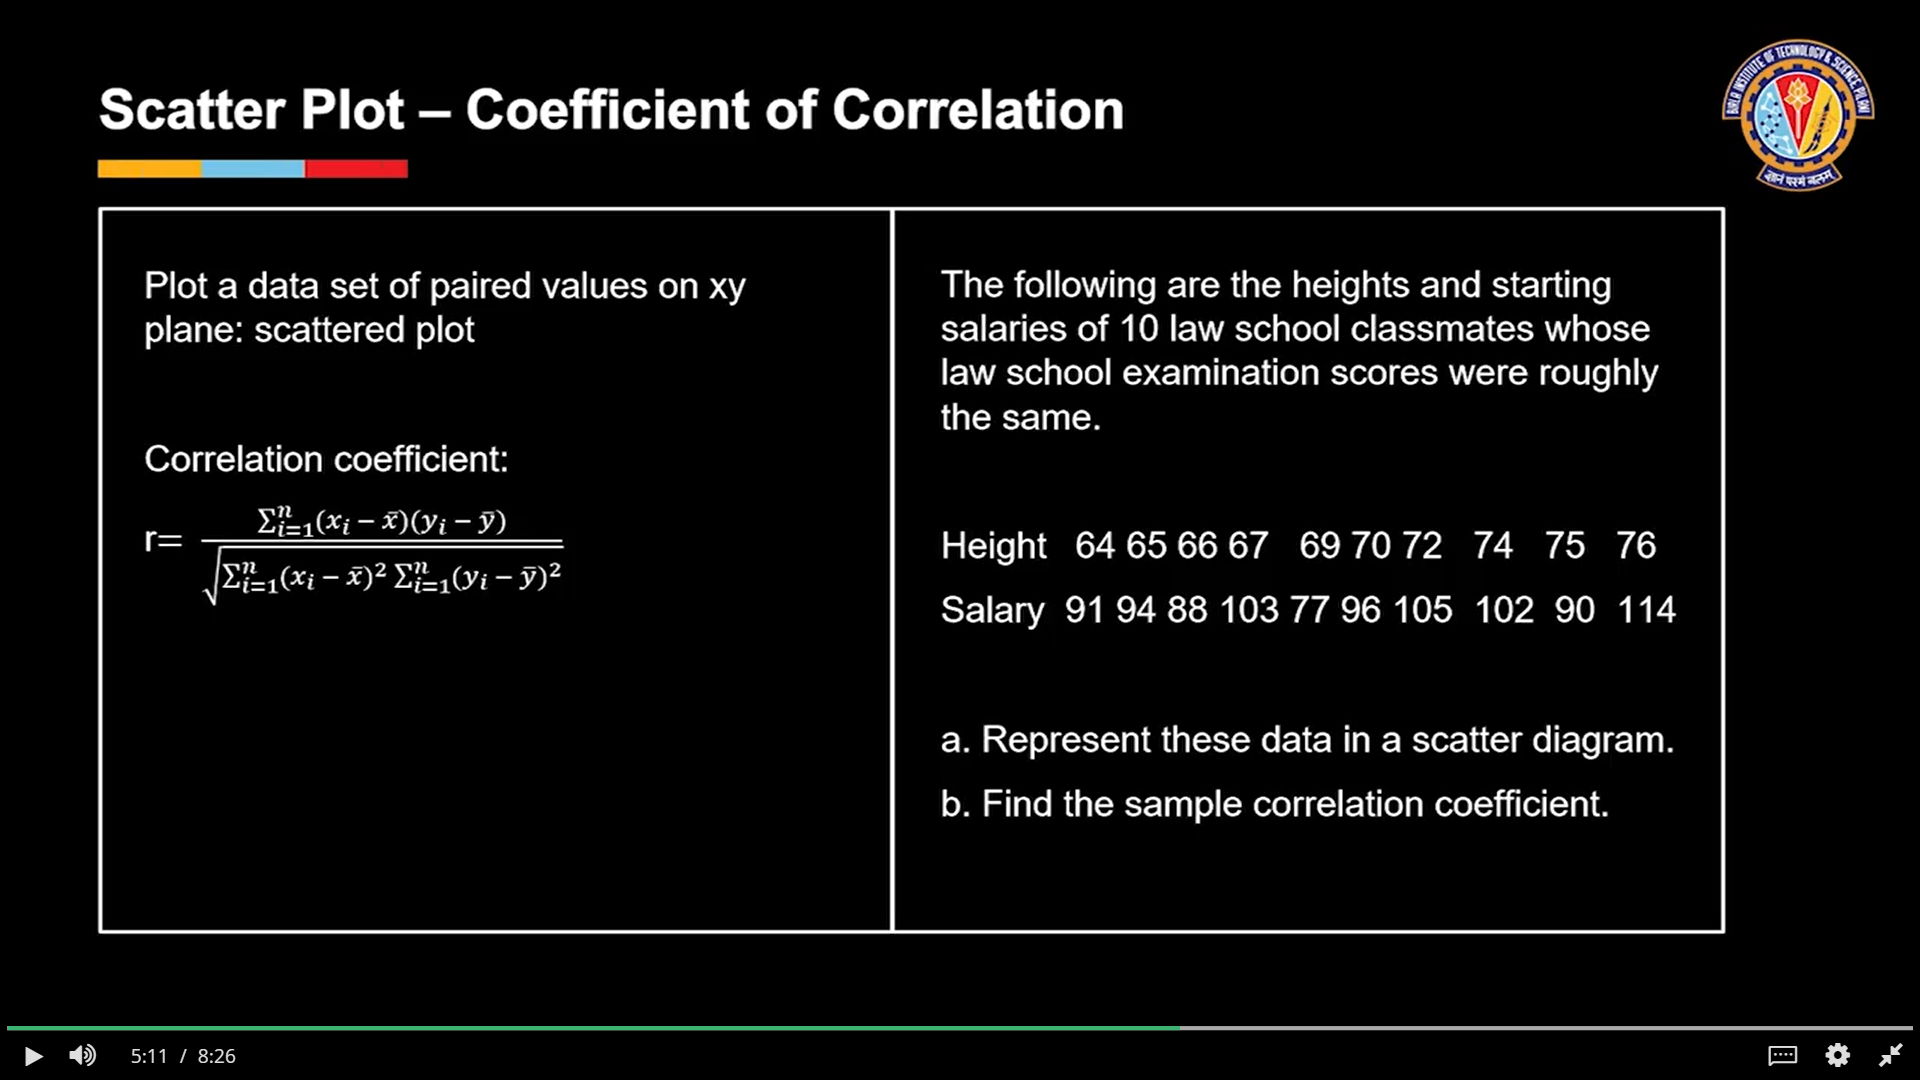 Scatter Plot – Coefficient of Correlation
BIRLA INSTITUTE OF TECHNOLOGY & SCIENCE, PILANI
ज्ञानं परमं बलम्
Plot a data set of paired values on xy
plane: scattered plot
Correlation coefficient:
r= \frac{\sum_{i=1}^{n}(x_i - \bar{x})(y_i - \bar{y})}{\sqrt{\sum_{i=1}^{n}(x_i - \bar{x})^2 \sum_{i=1}^{n}(y_i - \bar{y})^2}}
The following are the heights and starting
salaries of 10 law school classmates whose
law school examination scores were roughly
the same.
Height 64 65 66 67 69 70 72 74 75 76
Salary 91 94 88 103 77 96 105 102 90 114
a. Represent these data in a scatter diagram.
b. Find the sample correlation coefficient.
5:11 / 8:26